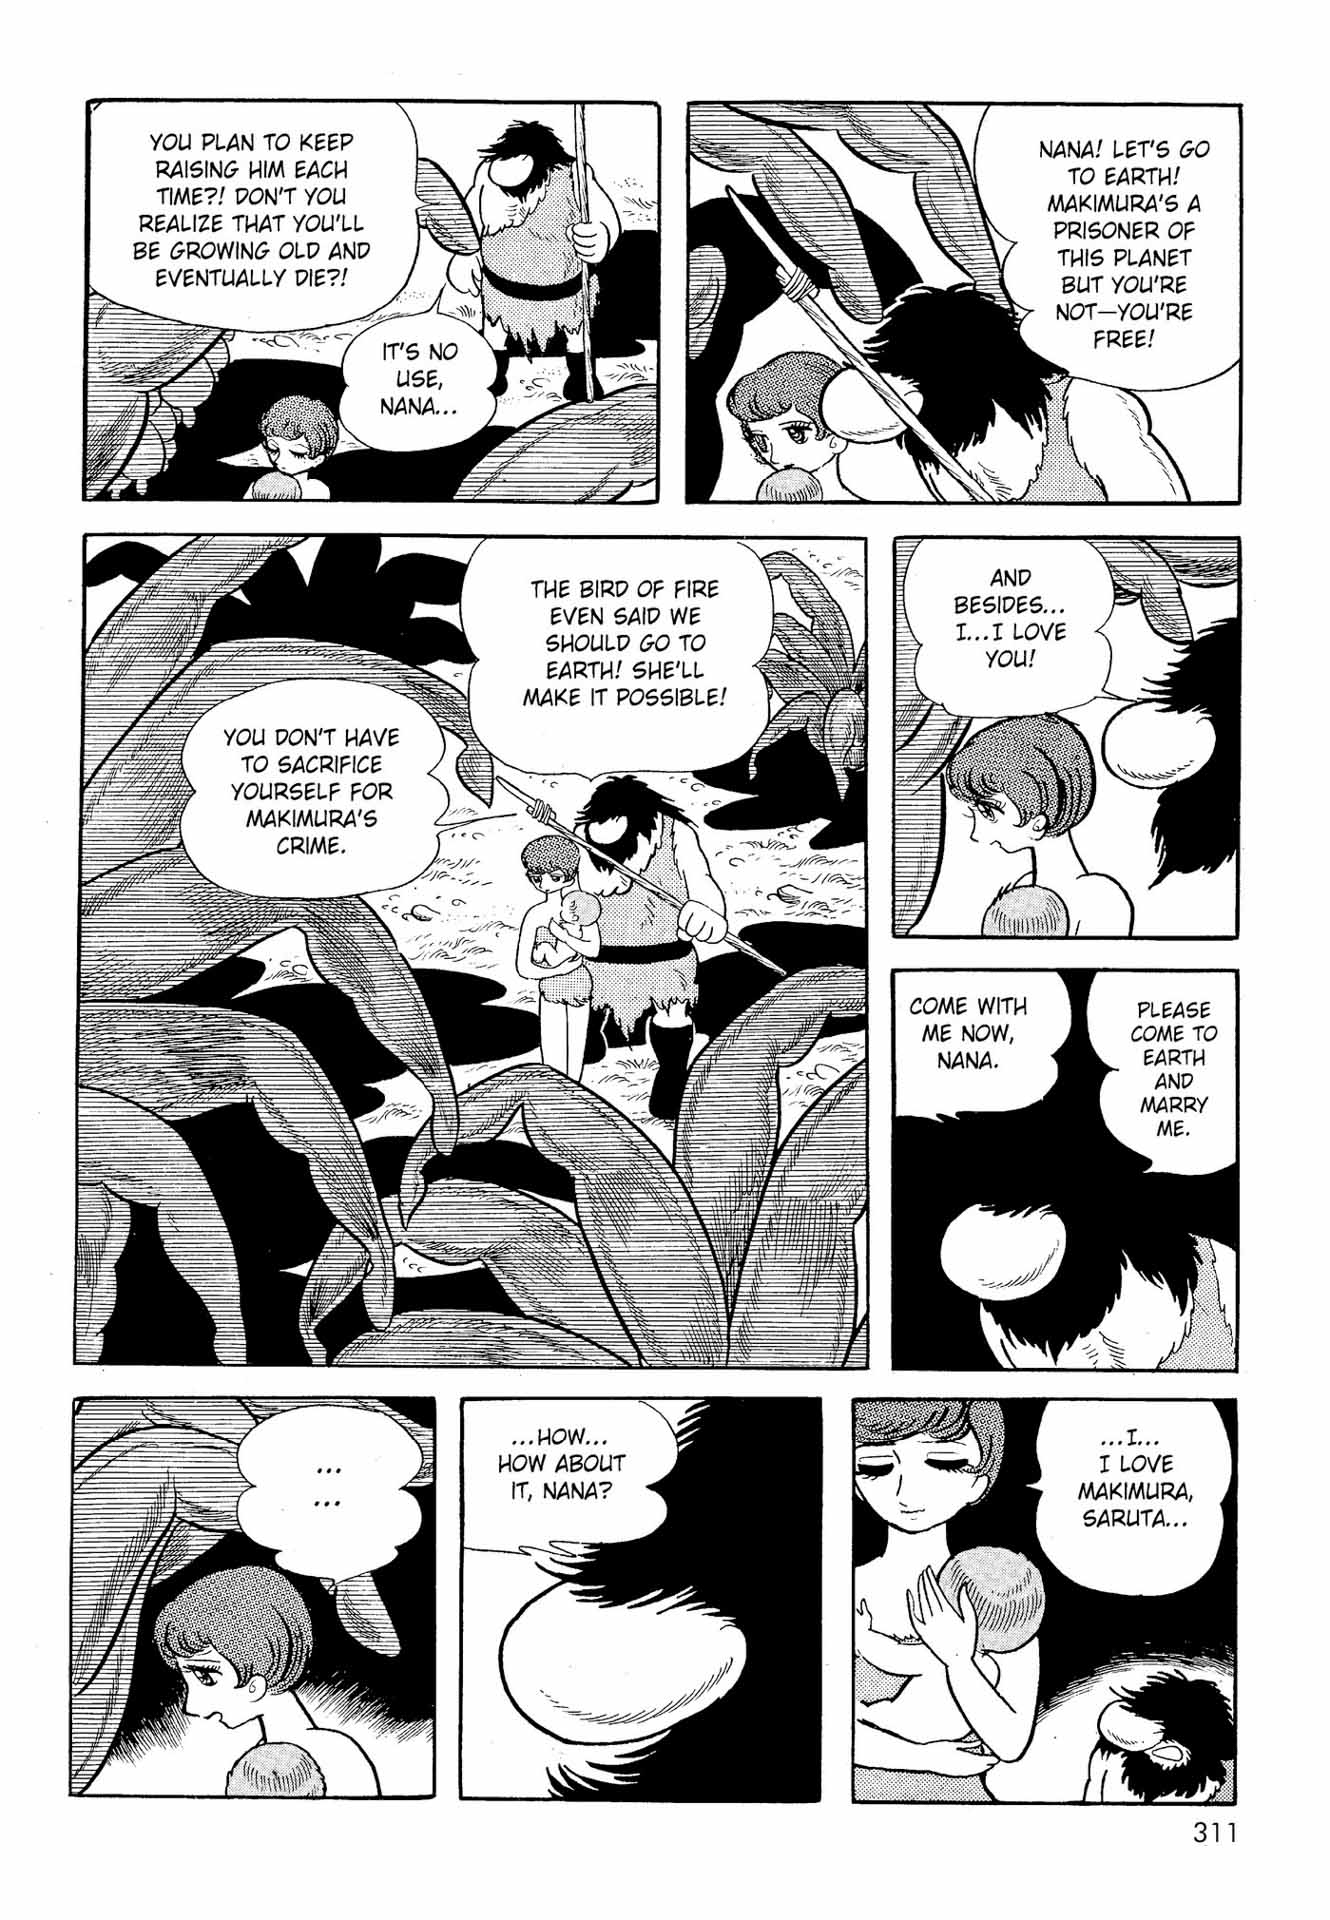 YOU PLAN TO KEEP
RAISING HIM EACH
TIME?! DON'T YOU
REALIZE THAT YOU'LL
BE GROWING OLD AND
EVENTUALLY DIE?!
IT'S NO
USE,
NANA...
NANA! LET'S GO
TO EARTH!
MAKIMURA'S A
PRISONER OF
THIS PLANET
BUT YOU'RE
NOT—YOU'RE
FREE!
THE BIRD OF FIRE
EVEN SAID WE
SHOULD GO TO
EARTH! SHE'LL
MAKE IT POSSIBLE!
YOU DON'T HAVE
TO SACRIFICE
YOURSELF FOR
MAKIMURA'S
CRIME.
AND
BESIDES...
I...I LOVE
YOU!
COME WITH
ME NOW,
NANA.
PLEASE
COME TO
EARTH
AND
MARRY
ME.
...
...
...HOW...
HOW ABOUT
IT, NANA?
...I...
I LOVE
MAKIMURA,
SARUTA...
311